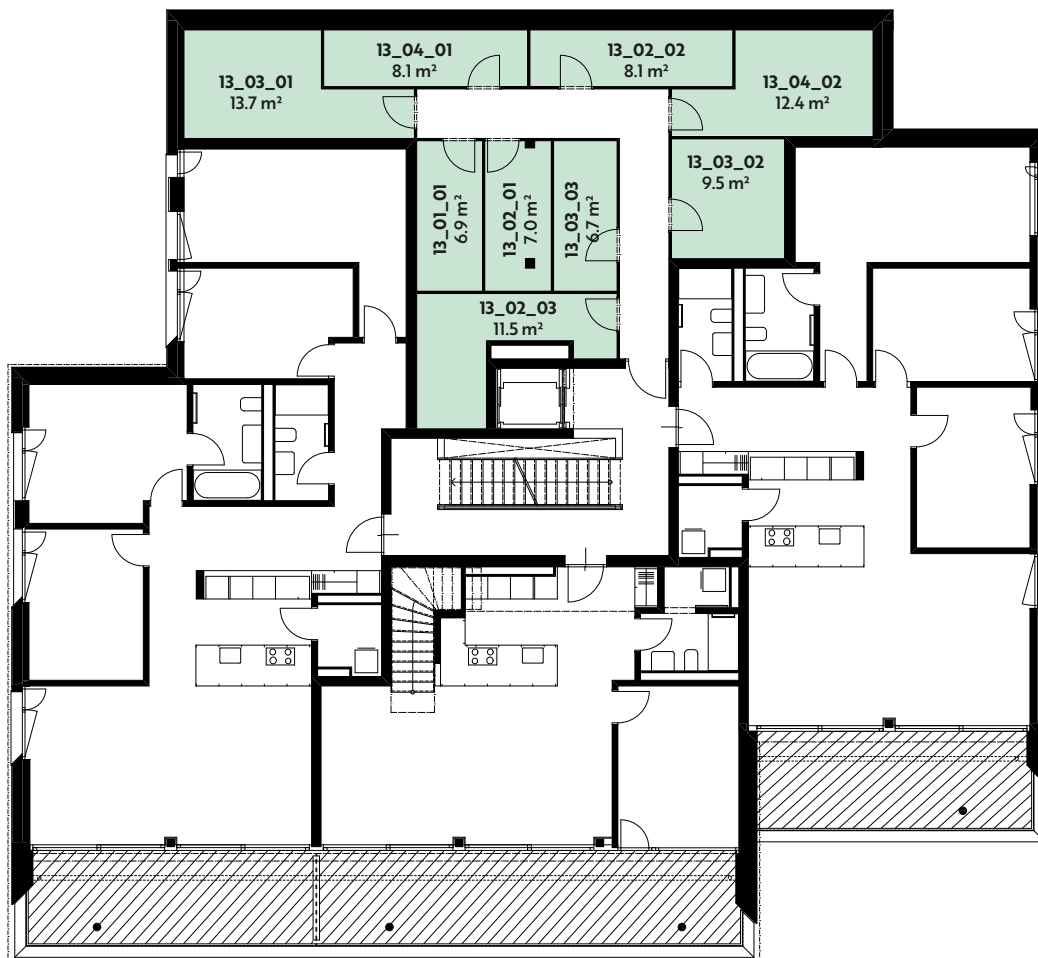 13_04_01
8.1 m²
13_02_02
8.1 m²
13_03_01
13.7 m²
13_04_02
12.4 m²
13_01_01
6.9 m²
13_02_01
7.0 m²
13_03_03
6.7 m²
13_03_02
9.5 m²
13_02_03
11.5 m²